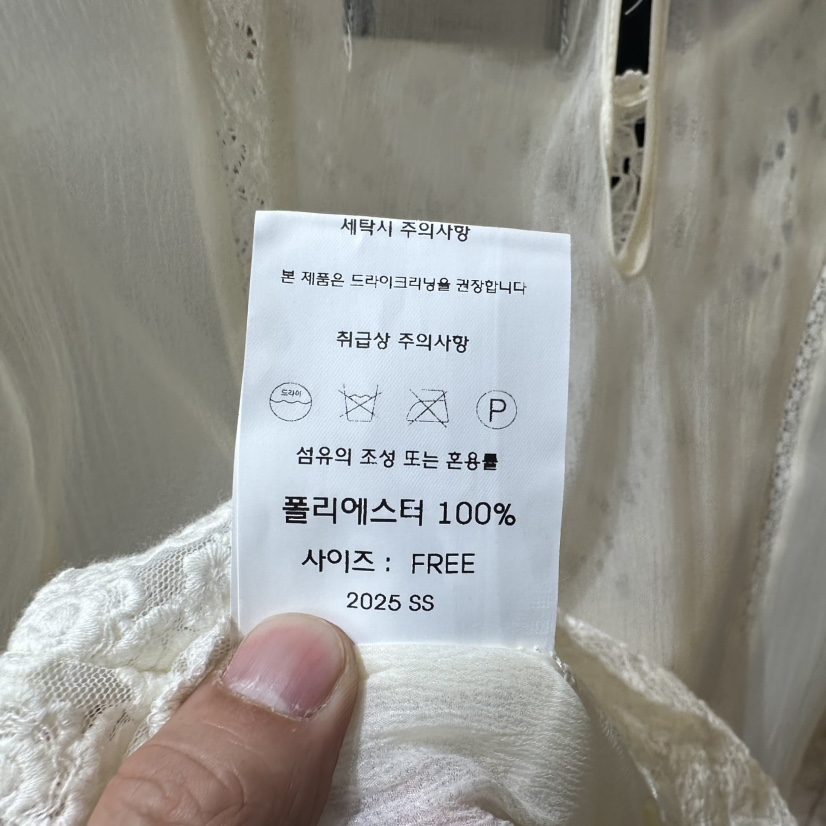 세탁시 주의사항
본 제품은 드라이크리닝을 권장합니다
취급상 주의사항
드라이
P
섬유의 조성 또는 혼용률
폴리에스터 100%
사이즈 : FREE
2025 SS